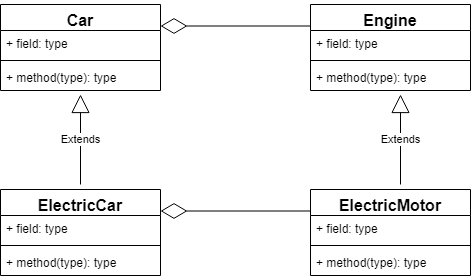 Car
+ field: type
+ method(type): type
Engine
+ field: type
+ method(type): type
Extends
Extends
ElectricCar
+ field: type
+ method(type): type
ElectricMotor
+ field: type
+ method(type): type